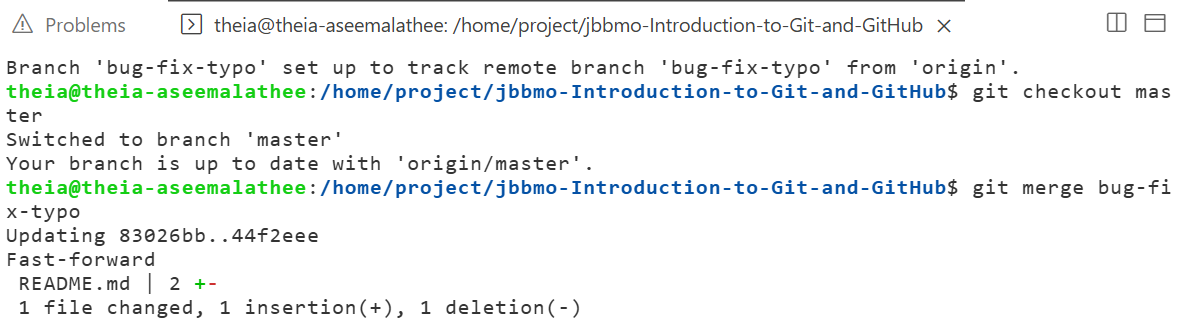 Problems
theia@theia-aseemalathee: /home/project/jbbmo-Introduction-to-Git-and-GitHub
Branch 'bug-fix-typo' set up to track remote branch 'bug-fix-typo' from 'origin'.
theia@theia-aseemalathee:/home/project/jbbmo-Introduction-to-Git-and-GitHub$ git checkout mas
ter
Switched to branch 'master'
Your branch is up to date with 'origin/master'.
theia@theia-aseemalathee:/home/project/jbbmo-Introduction-to-Git-and-GitHub$ git merge bug-fi
x-typo
Updating 83026bb..44f2eee
Fast-forward
 README.md | 2 +-
 1 file changed, 1 insertion(+), 1 deletion(-)